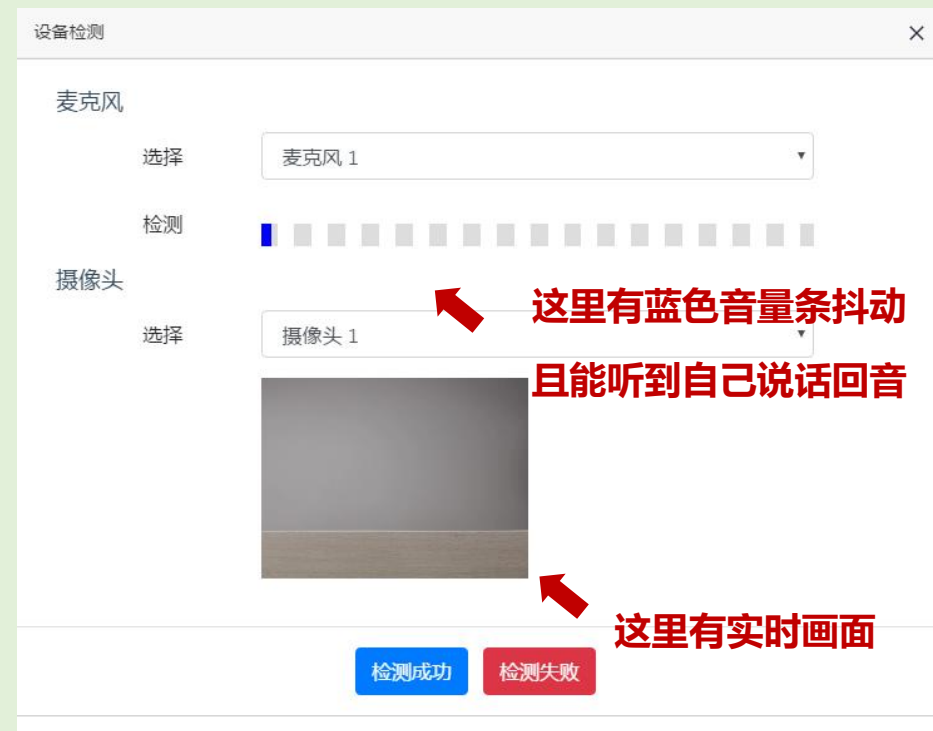 设备检测
麦克风
选择
麦克风 1
检测
摄像头
这里有蓝色音量条抖动
选择
摄像头 1
且能听到自己说话回音
这里有实时画面
检测成功
检测失败